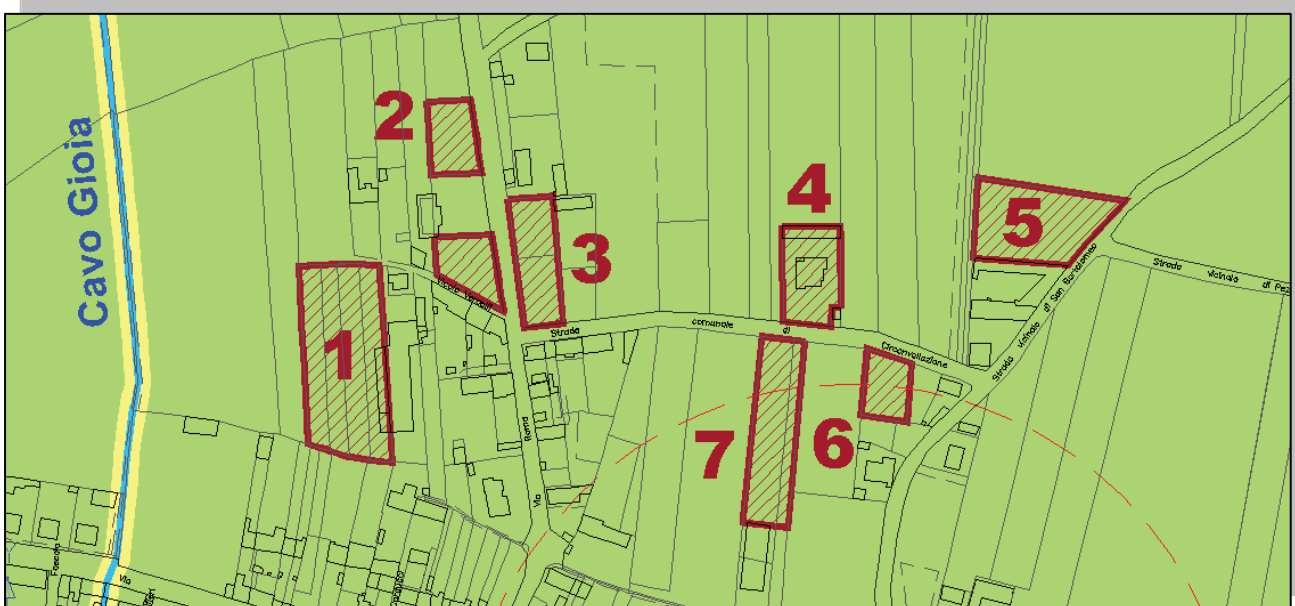 Cavo Gioia
2
3
4
5
1
7
6
Strada
comunale
di
Circonvallazione
Strada vicinale di San Bartolomeo
Strada vicinale di Pez
Via Roma
Via